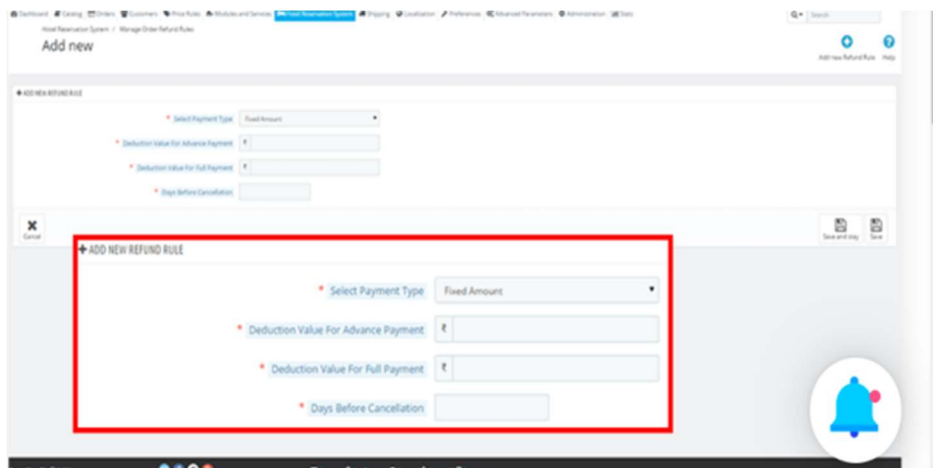 Dashboard Catalog Orders Customers Price Rules Modules and Services Hotel Reservation System Shipping Localization Preferences Advanced Parameters Administration Stats Search
Hotel Reservation System / Manage Order Refund Rules
Add new
Add new Refund Rule Help
+ ADD NEW REFUND RULE
* Select Payment Type Fixed Amount
* Deduction Value For Advance Payment ₹
* Deduction Value For Full Payment ₹
* Days Before Cancellation
Cancel Save and stay Save
+ ADD NEW REFUND RULE
* Select Payment Type Fixed Amount
* Deduction Value For Advance Payment ₹
* Deduction Value For Full Payment ₹
* Days Before Cancellation